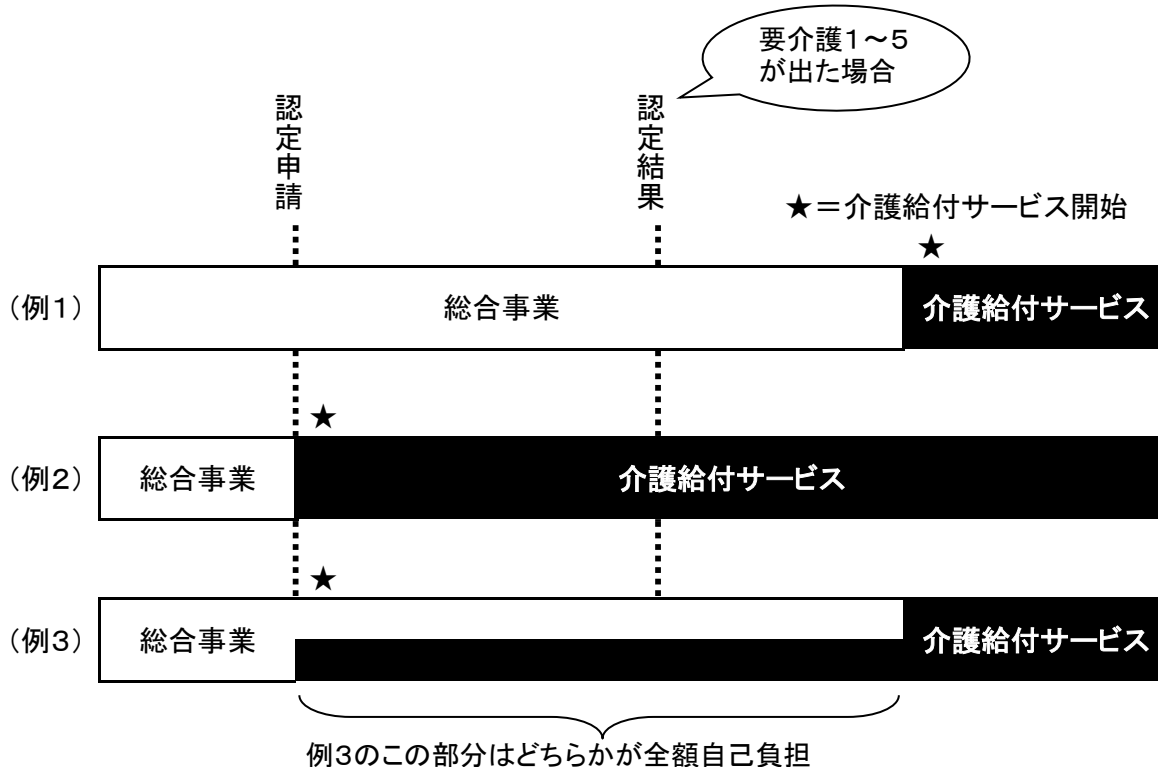 要介護1~5
が出た場合
認定申請
認定結果
★=介護給付サービス開始
★
(例1)
総合事業
介護給付サービス
★
(例2)
総合事業
介護給付サービス
★
(例3)
総合事業
介護給付サービス
例3のこの部分はどちらかが全額自己負担